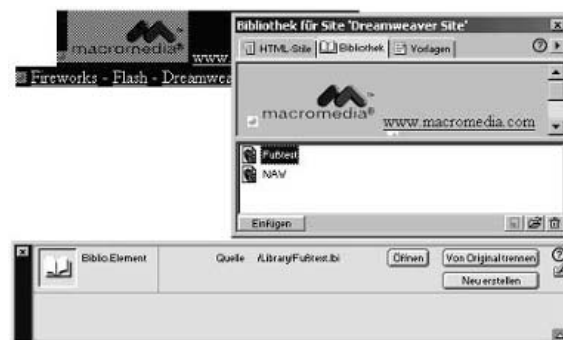 macromedia®
www.
Fireworks - Flash - Dreamwea
Bibliothek für Site 'Dreamweaver Site'
HTML-Stile Bibliothek Vorlagen
macromedia® www.macromedia.com
Fußtext
NAV
Einfügen
Biblio.Element Quelle /Library/Fußtext.lbi Öffnen Von Original trennen
Neu erstellen